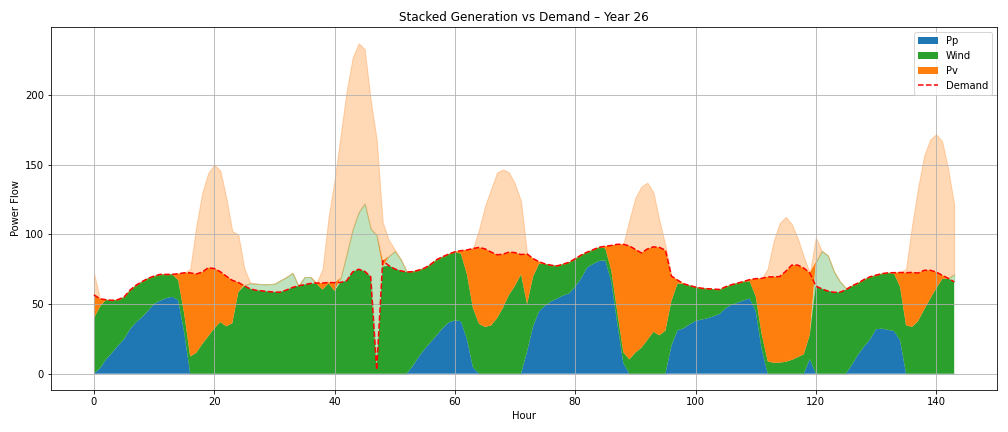 Stacked Generation vs Demand – Year 26
Pp
Wind
Pv
Demand
Power Flow
200
150
100
50
0
0 20 40 60 80 100 120 140
Hour